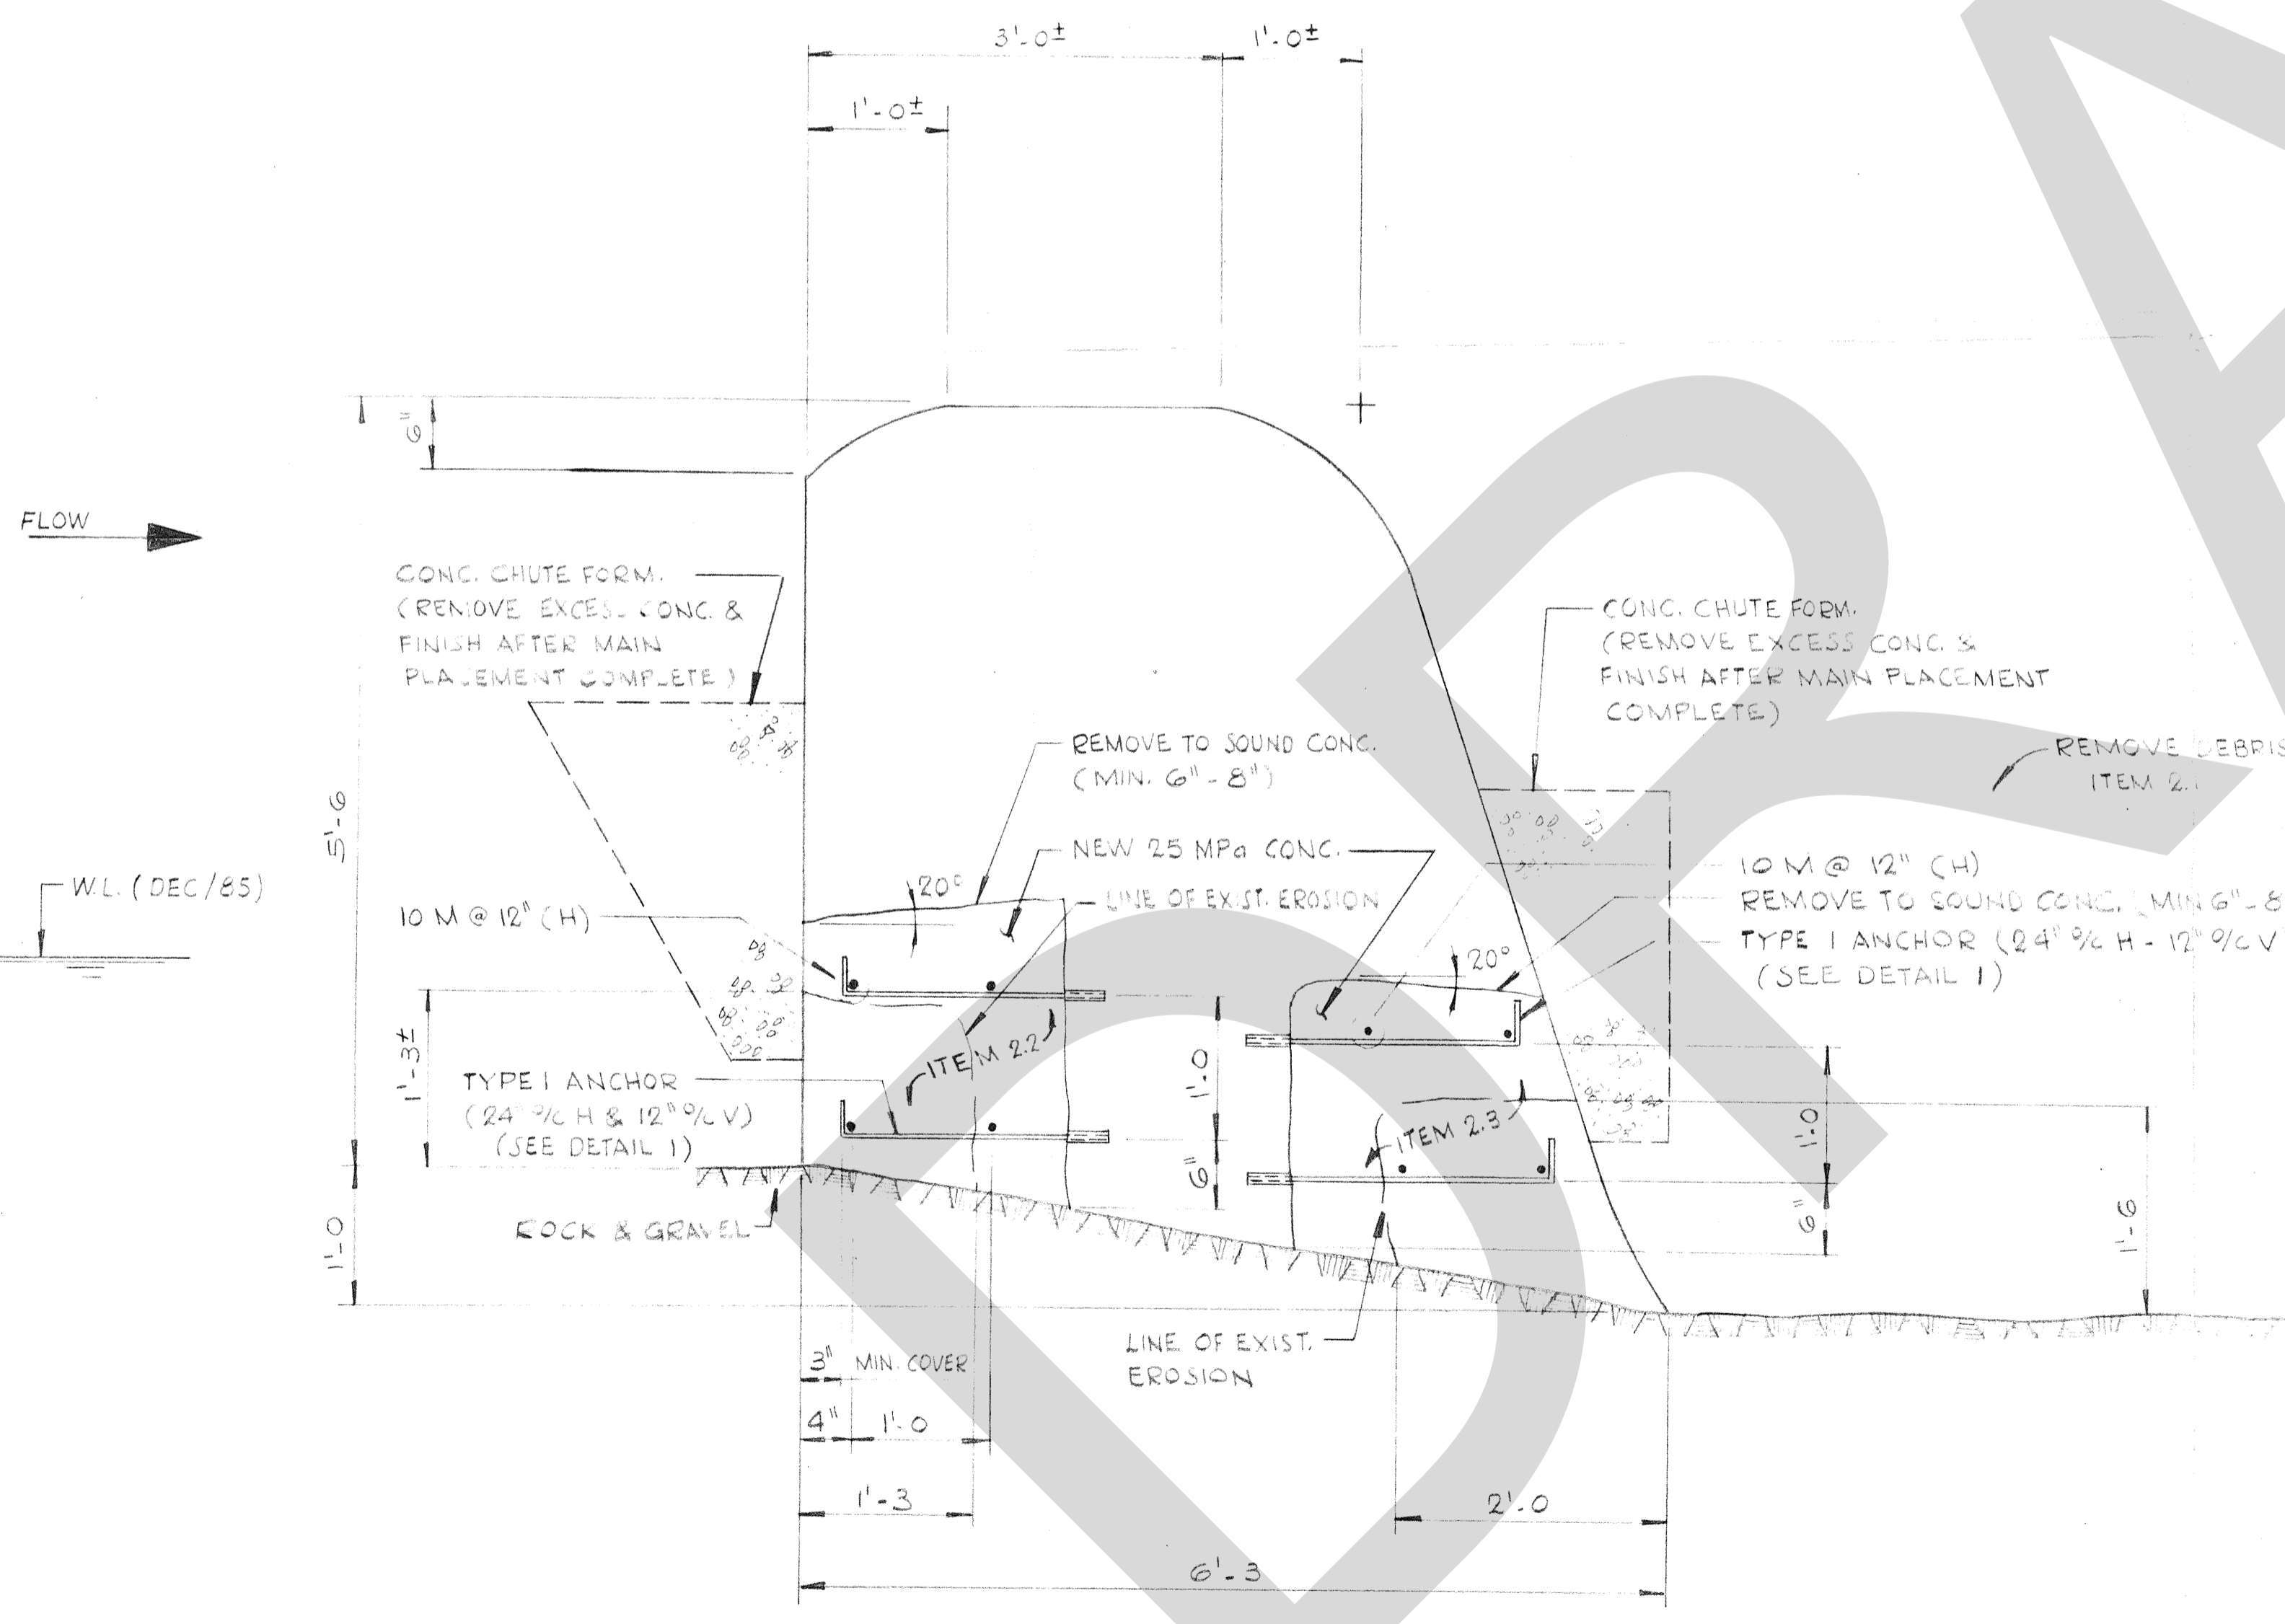 3'-0±
1'-0±
1'-0±
6"
FLOW
CONC. CHUTE FORM.
(REMOVE EXCESS CONC. &
FINISH AFTER MAIN
PLACEMENT COMPLETE)
CONC. CHUTE FORM.
(REMOVE EXCESS CONC. &
FINISH AFTER MAIN PLACEMENT
COMPLETE)
REMOVE DEBRIS
ITEM 2.
REMOVE TO SOUND CONC.
(MIN. 6"-8")
5'-6
NEW 25 MPa CONC.
W.L. (DEC/85)
20°
LINE OF EXIST. EROSION
10 M @ 12" (H)
10 M @ 12" (H)
REMOVE TO SOUND CONC. (MIN 6"-8
TYPE 1 ANCHOR (24" O/C H - 12" O/C V
(SEE DETAIL 1)
20°
1'-3±
ITEM 2.2
1'-0
TYPE 1 ANCHOR
(24" O/C H & 12" O/C V)
(SEE DETAIL 1)
ITEM 2.3
1'-0
6"
6"
1'-6
ROCK & GRAVEL
1'-0
LINE OF EXIST.
EROSION
3" MIN. COVER
4" 1'-0
1'-3
2'-0
6'-3